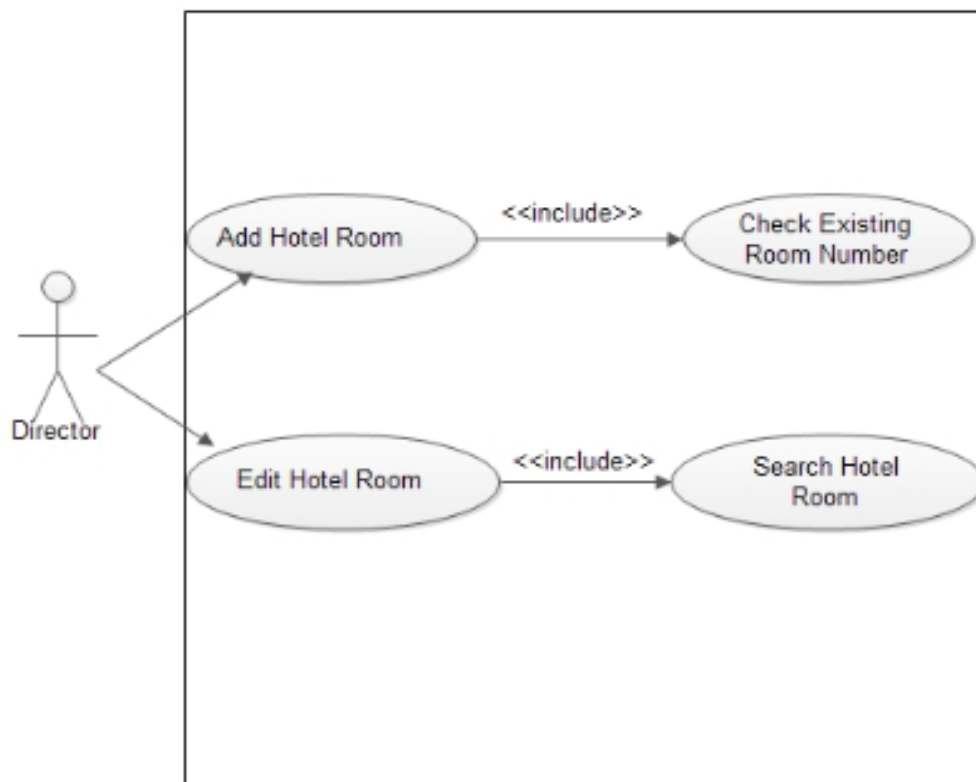 <<include>>
Add Hotel Room
Check Existing
Room Number
Director
<<include>>
Edit Hotel Room
Search Hotel
Room